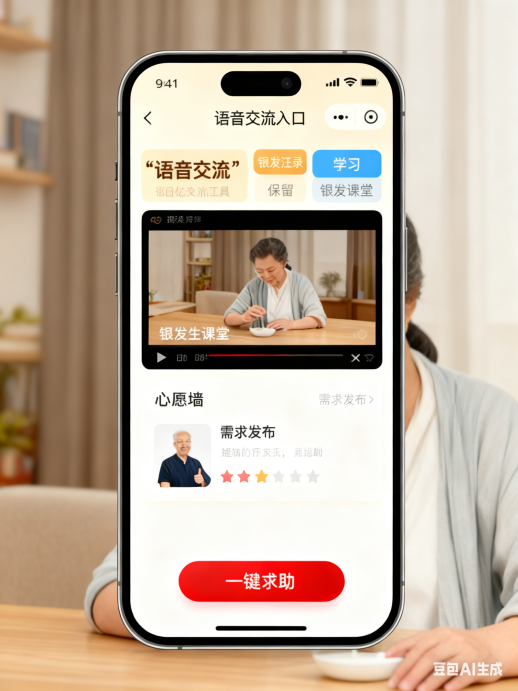 9:41
语音交流入口
“语音交流”
银发汪录
学习
保留
银发课堂
银发生课堂
心愿墙
需求发布
需求发布
一键求助
豆包AI生成